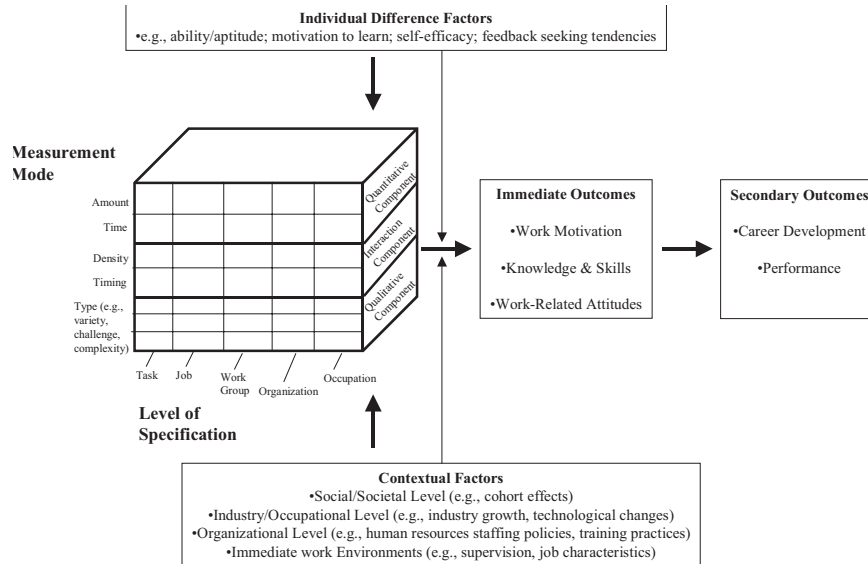 Individual Difference Factors
•e.g., ability/aptitude; motivation to learn; self-efficacy; feedback seeking tendencies
Measurement
Mode
Amount
Time
Density
Timing
Type (e.g.,
variety,
challenge,
complexity)
Quantitative
Component
Interaction
Component
Qualitative
Component
Task
Job
Work
Group
Organization
Occupation
Level of
Specification
Immediate Outcomes
•Work Motivation
•Knowledge & Skills
•Work-Related Attitudes
Secondary Outcomes
•Career Development
•Performance
Contextual Factors
•Social/Societal Level (e.g., cohort effects)
•Industry/Occupational Level (e.g., industry growth, technological changes)
•Organizational Level (e.g., human resources staffing policies, training practices)
•Immediate work Environments (e.g., supervision, job characteristics)